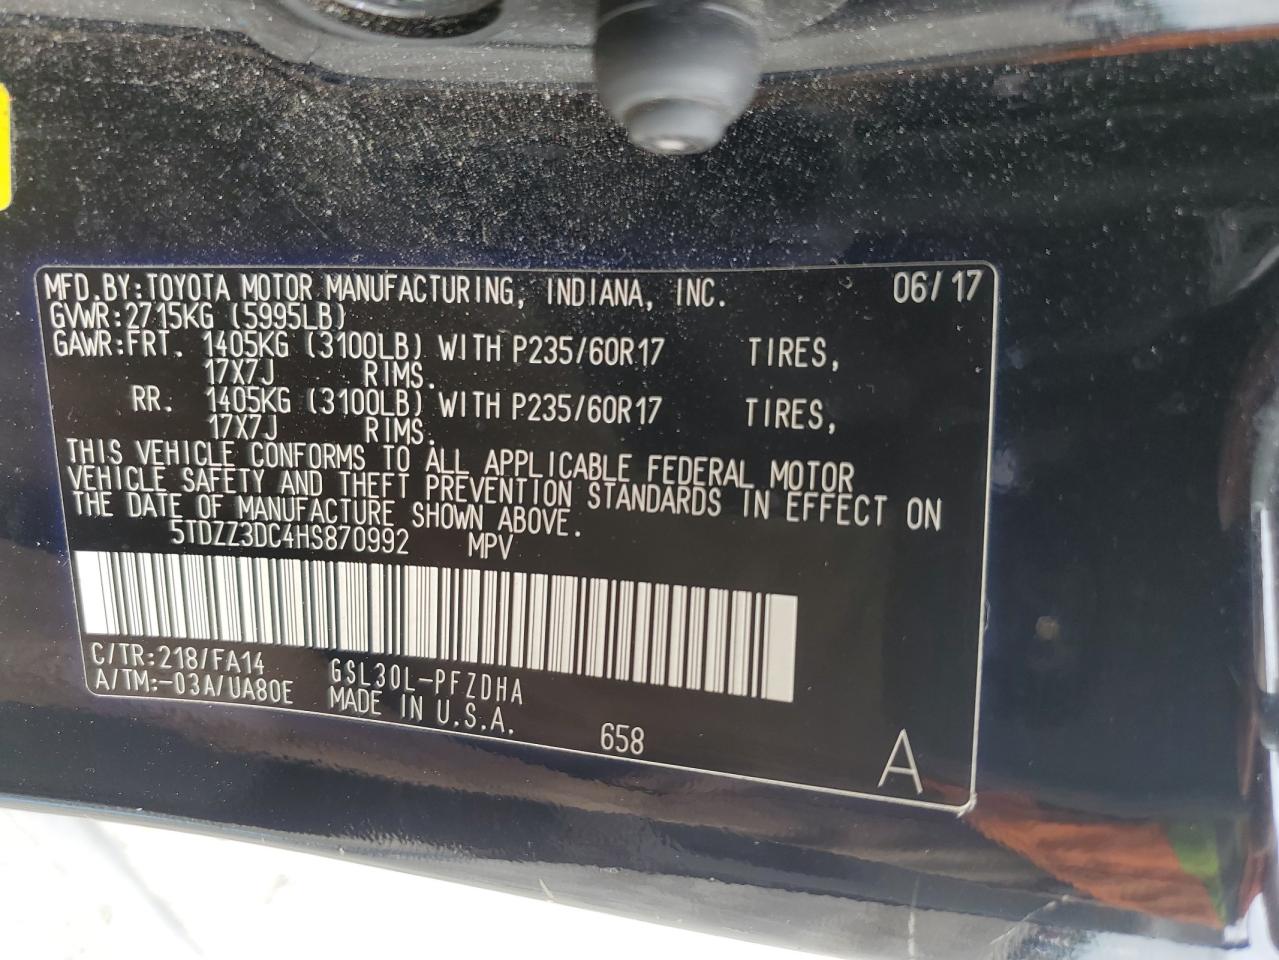 MFD.BY:TOYOTA MOTOR MANUFACTURING, INDIANA, INC. 06/17
GVWR:2715KG (5995LB)
GAWR:FRT. 1405KG (3100LB) WITH P235/60R17 TIRES,
17X7J RIMS.
RR. 1405KG (3100LB) WITH P235/60R17 TIRES,
17X7J RIMS.
THIS VEHICLE CONFORMS TO ALL APPLICABLE FEDERAL MOTOR
VEHICLE SAFETY AND THEFT PREVENTION STANDARDS IN EFFECT ON
THE DATE OF MANUFACTURE SHOWN ABOVE.
5TDZZ3DC4HS870992 MPV
C/TR:218/FA14 GSL30L-PFZDHA
A/TM:-03A/UA80E MADE IN U.S.A.
658
A